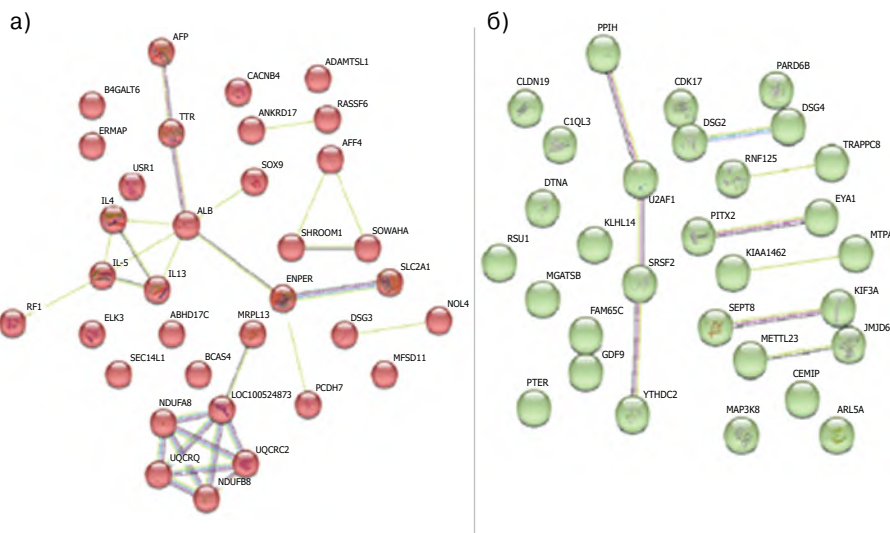 а)
AFP
ADAMTSL1
CACNB4
B4GALT6
TTR
ANKRD17
RASSF6
ERMAP
AFF4
USR1
SOX9
IL4
ALB
SHROOM1
SOWAHA
IL-5
IL13
ENPER
SLC2A1
RF1
ELK3
ABHD17C
MRPL13
DSG3
NOL4
SEC14L1
BCAS4
MFSD11
PCDH7
LOC100524873
NDUFA8
UQCRC2
UQCRQ
NDUFB8
б)
PPIH
PARD6B
CLDN19
CDK17
C1QL3
DSG2
DSG4
RNF125
TRAPPC8
DTNA
U2AF1
EYA1
KLHL14
PITX2
MTPA
RSU1
KIAA1462
MGATSB
SRSF2
KIF3A
FAM65C
SEPT8
JMJD6
METTL23
GDF9
CEMIP
PTER
YTHDC2
MAP3K8
ARL5A